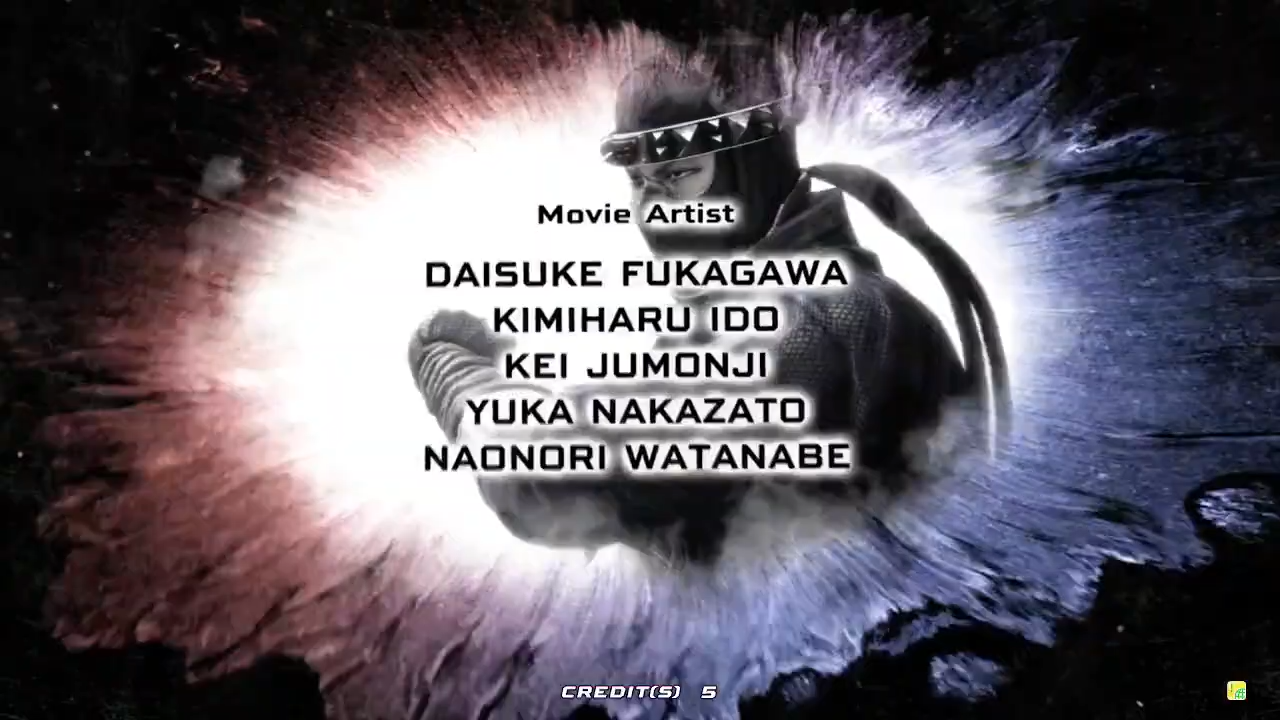 Movie Artist
DAISUKE FUKAGAWA
KIMIHARU IDO
KEI JUMONJI
YUKA NAKAZATO
NAONORI WATANABE
CREDIT(S) 5